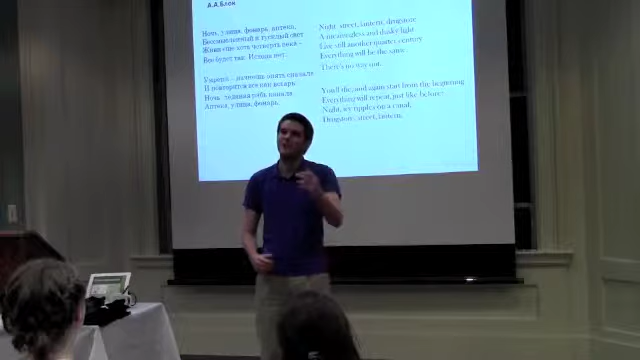 А.А.Блок
Ночь, улица, фонарь, аптека,
Бессмысленный и тусклый свет
Живи еще хоть четверть века –
Все будет так. Исхода нет.
Умрешь – начнешь опять сначала
И повторится все как встарь:
Ночь, ледяная рябь канала
Аптека, улица, фонарь.
Night, street, lantern, drugstore
A meaningless and dusky light
Live still another quarter century
Everything will be the same.
There's no way out.
You'll die, and again start from the beginning
Everything will repeat, just like before:
Night, icy ripples on a canal,
Drugstore, street, lantern.